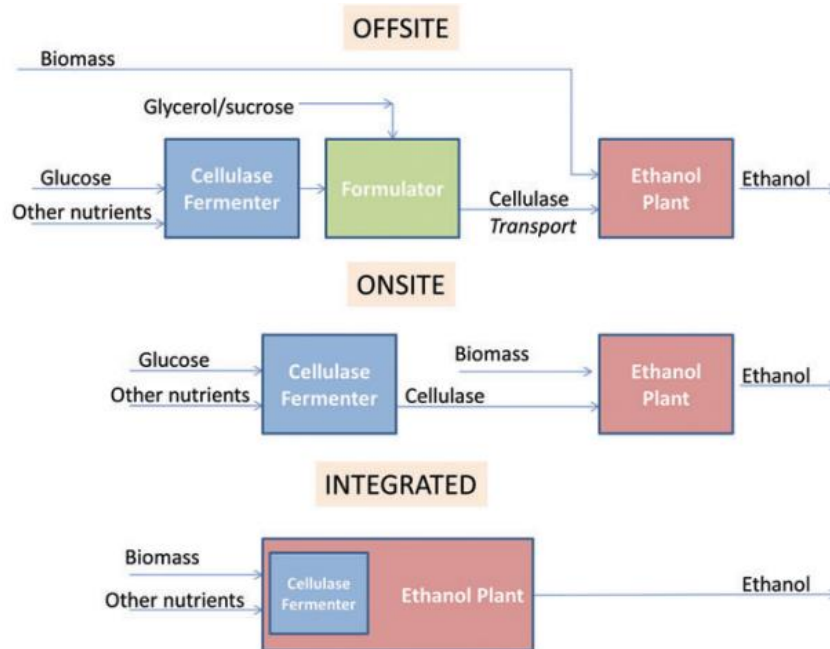 OFFSITE
Biomass
Glycerol/sucrose
Glucose
Other nutrients
Cellulase
Fermenter
Formulator
Cellulase
Transport
Ethanol
Plant
Ethanol
ONSITE
Glucose
Other nutrients
Cellulase
Fermenter
Cellulase
Biomass
Ethanol
Plant
Ethanol
INTEGRATED
Biomass
Other nutrients
Cellulase
Fermenter
Ethanol Plant
Ethanol